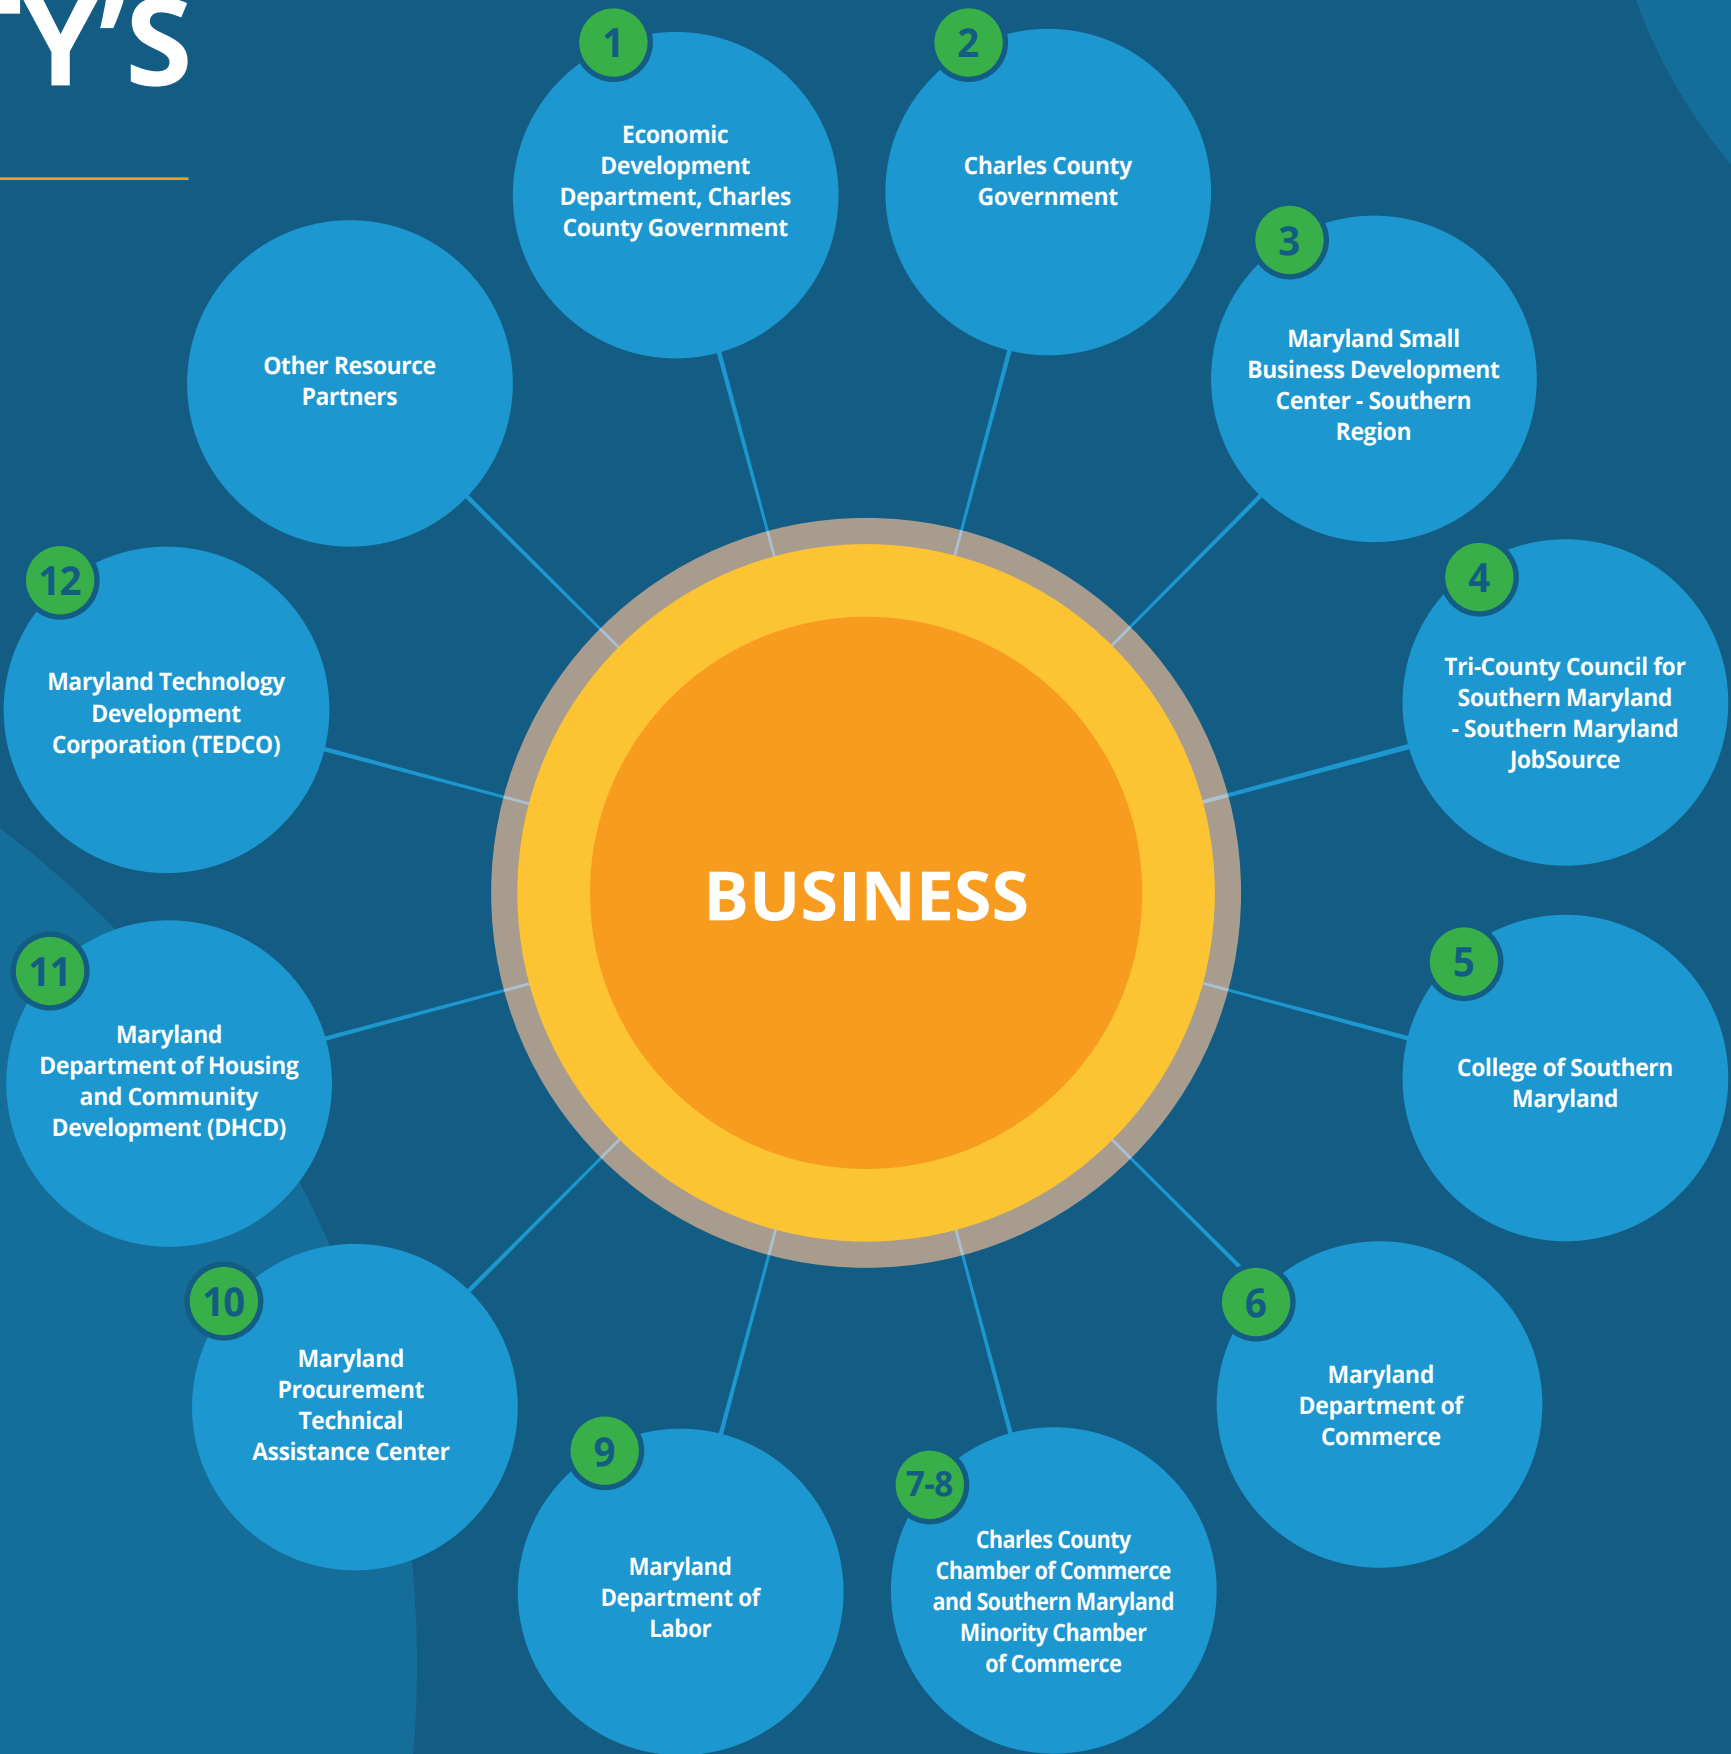 TY'S
1
Economic
Development
Department, Charles
County Government
2
Charles County
Government
3
Maryland Small
Business Development
Center - Southern
Region
4
Tri-County Council for
Southern Maryland
- Southern Maryland
JobSource
5
College of Southern
Maryland
6
Maryland
Department of
Commerce
7-8
Charles County
Chamber of Commerce
and Southern Maryland
Minority Chamber
of Commerce
9
Maryland
Department of
Labor
10
Maryland
Procurement
Technical
Assistance Center
11
Maryland
Department of Housing
and Community
Development (DHCD)
12
Maryland Technology
Development
Corporation (TEDCO)
Other Resource
Partners
BUSINESS